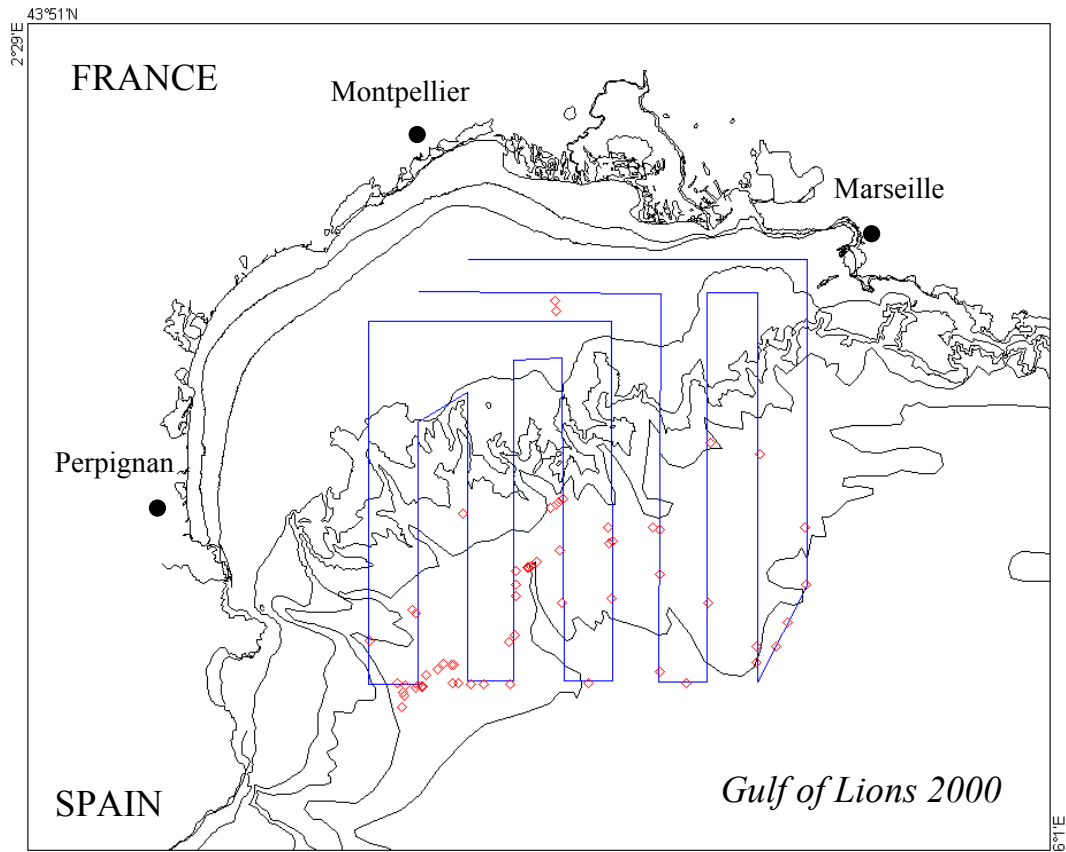 43°51'N
2°29'E
FRANCE
Montpellier
Marseille
Perpignan
SPAIN
Gulf of Lions 2000
6°1'E